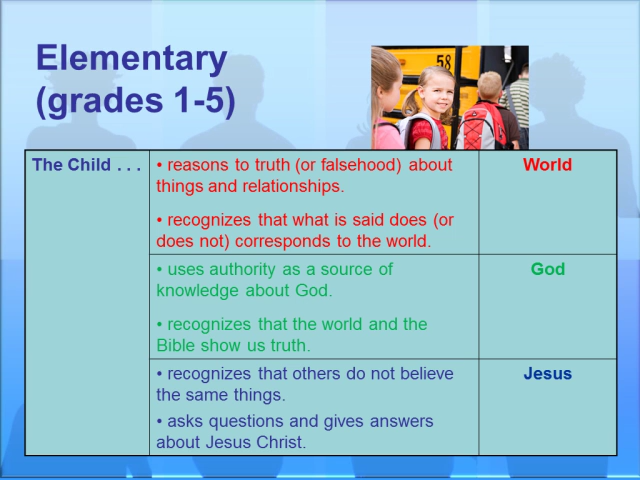 Elementary
(grades 1-5)
58
The Child . . .
• reasons to truth (or falsehood) about
things and relationships.
• recognizes that what is said does (or
does not) corresponds to the world.
World
• uses authority as a source of
knowledge about God.
• recognizes that the world and the
Bible show us truth.
God
• recognizes that others do not believe
the same things.
• asks questions and gives answers
about Jesus Christ.
Jesus